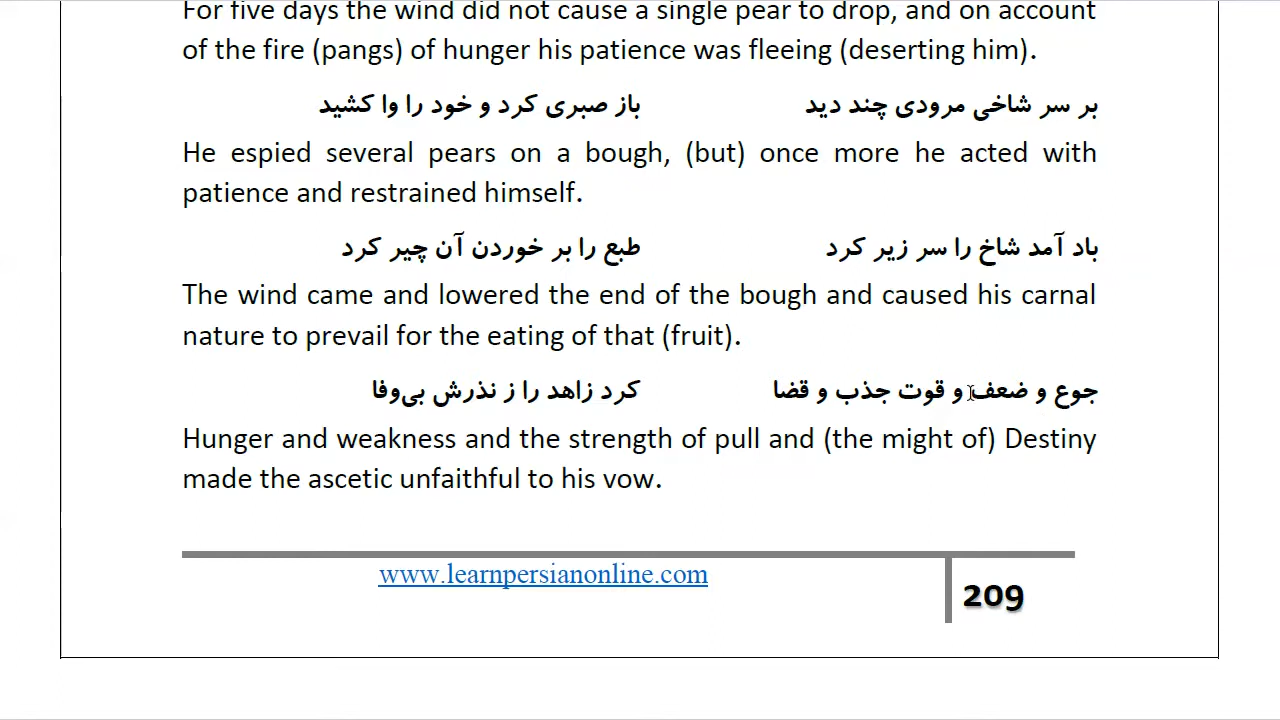 For five days the wind did not cause a single pear to drop, and on account
of the fire (pangs) of hunger his patience was fleeing (deserting him).
بر سر شاخی مرودی چند دید باز صبری کرد و خود را وا کشید
He espied several pears on a bough, (but) once more he acted with
patience and restrained himself.
باد آمد شاخ را سر زیر کرد طبع را بر خوردن آن چیر کرد
The wind came and lowered the end of the bough and caused his carnal
nature to prevail for the eating of that (fruit).
جوع و ضعف و قوت جذب و قضا کرد زاهد را ز نذرش بی‌وفا
Hunger and weakness and the strength of pull and (the might of) Destiny
made the ascetic unfaithful to his vow.
www.learnpersianonline.com
209